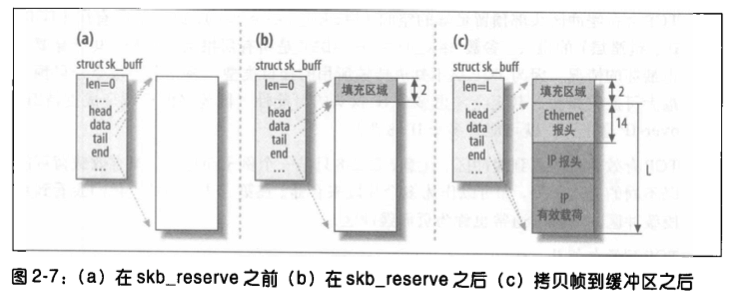 (a)
struct sk_buff
len=0
...
head
data
tail
end
...
(b)
struct sk_buff
len=0
...
head
data
tail
end
...
填充区域
2
(c)
struct sk_buff
len=L
...
head
data
tail
end
...
填充区域
Ethernet
报头
IP 报头
IP
有效载荷
2
14
L
图2-7：(a) 在 skb_reserve 之前 (b) 在 skb_reserve 之后 (c) 拷贝帧到缓冲区之后